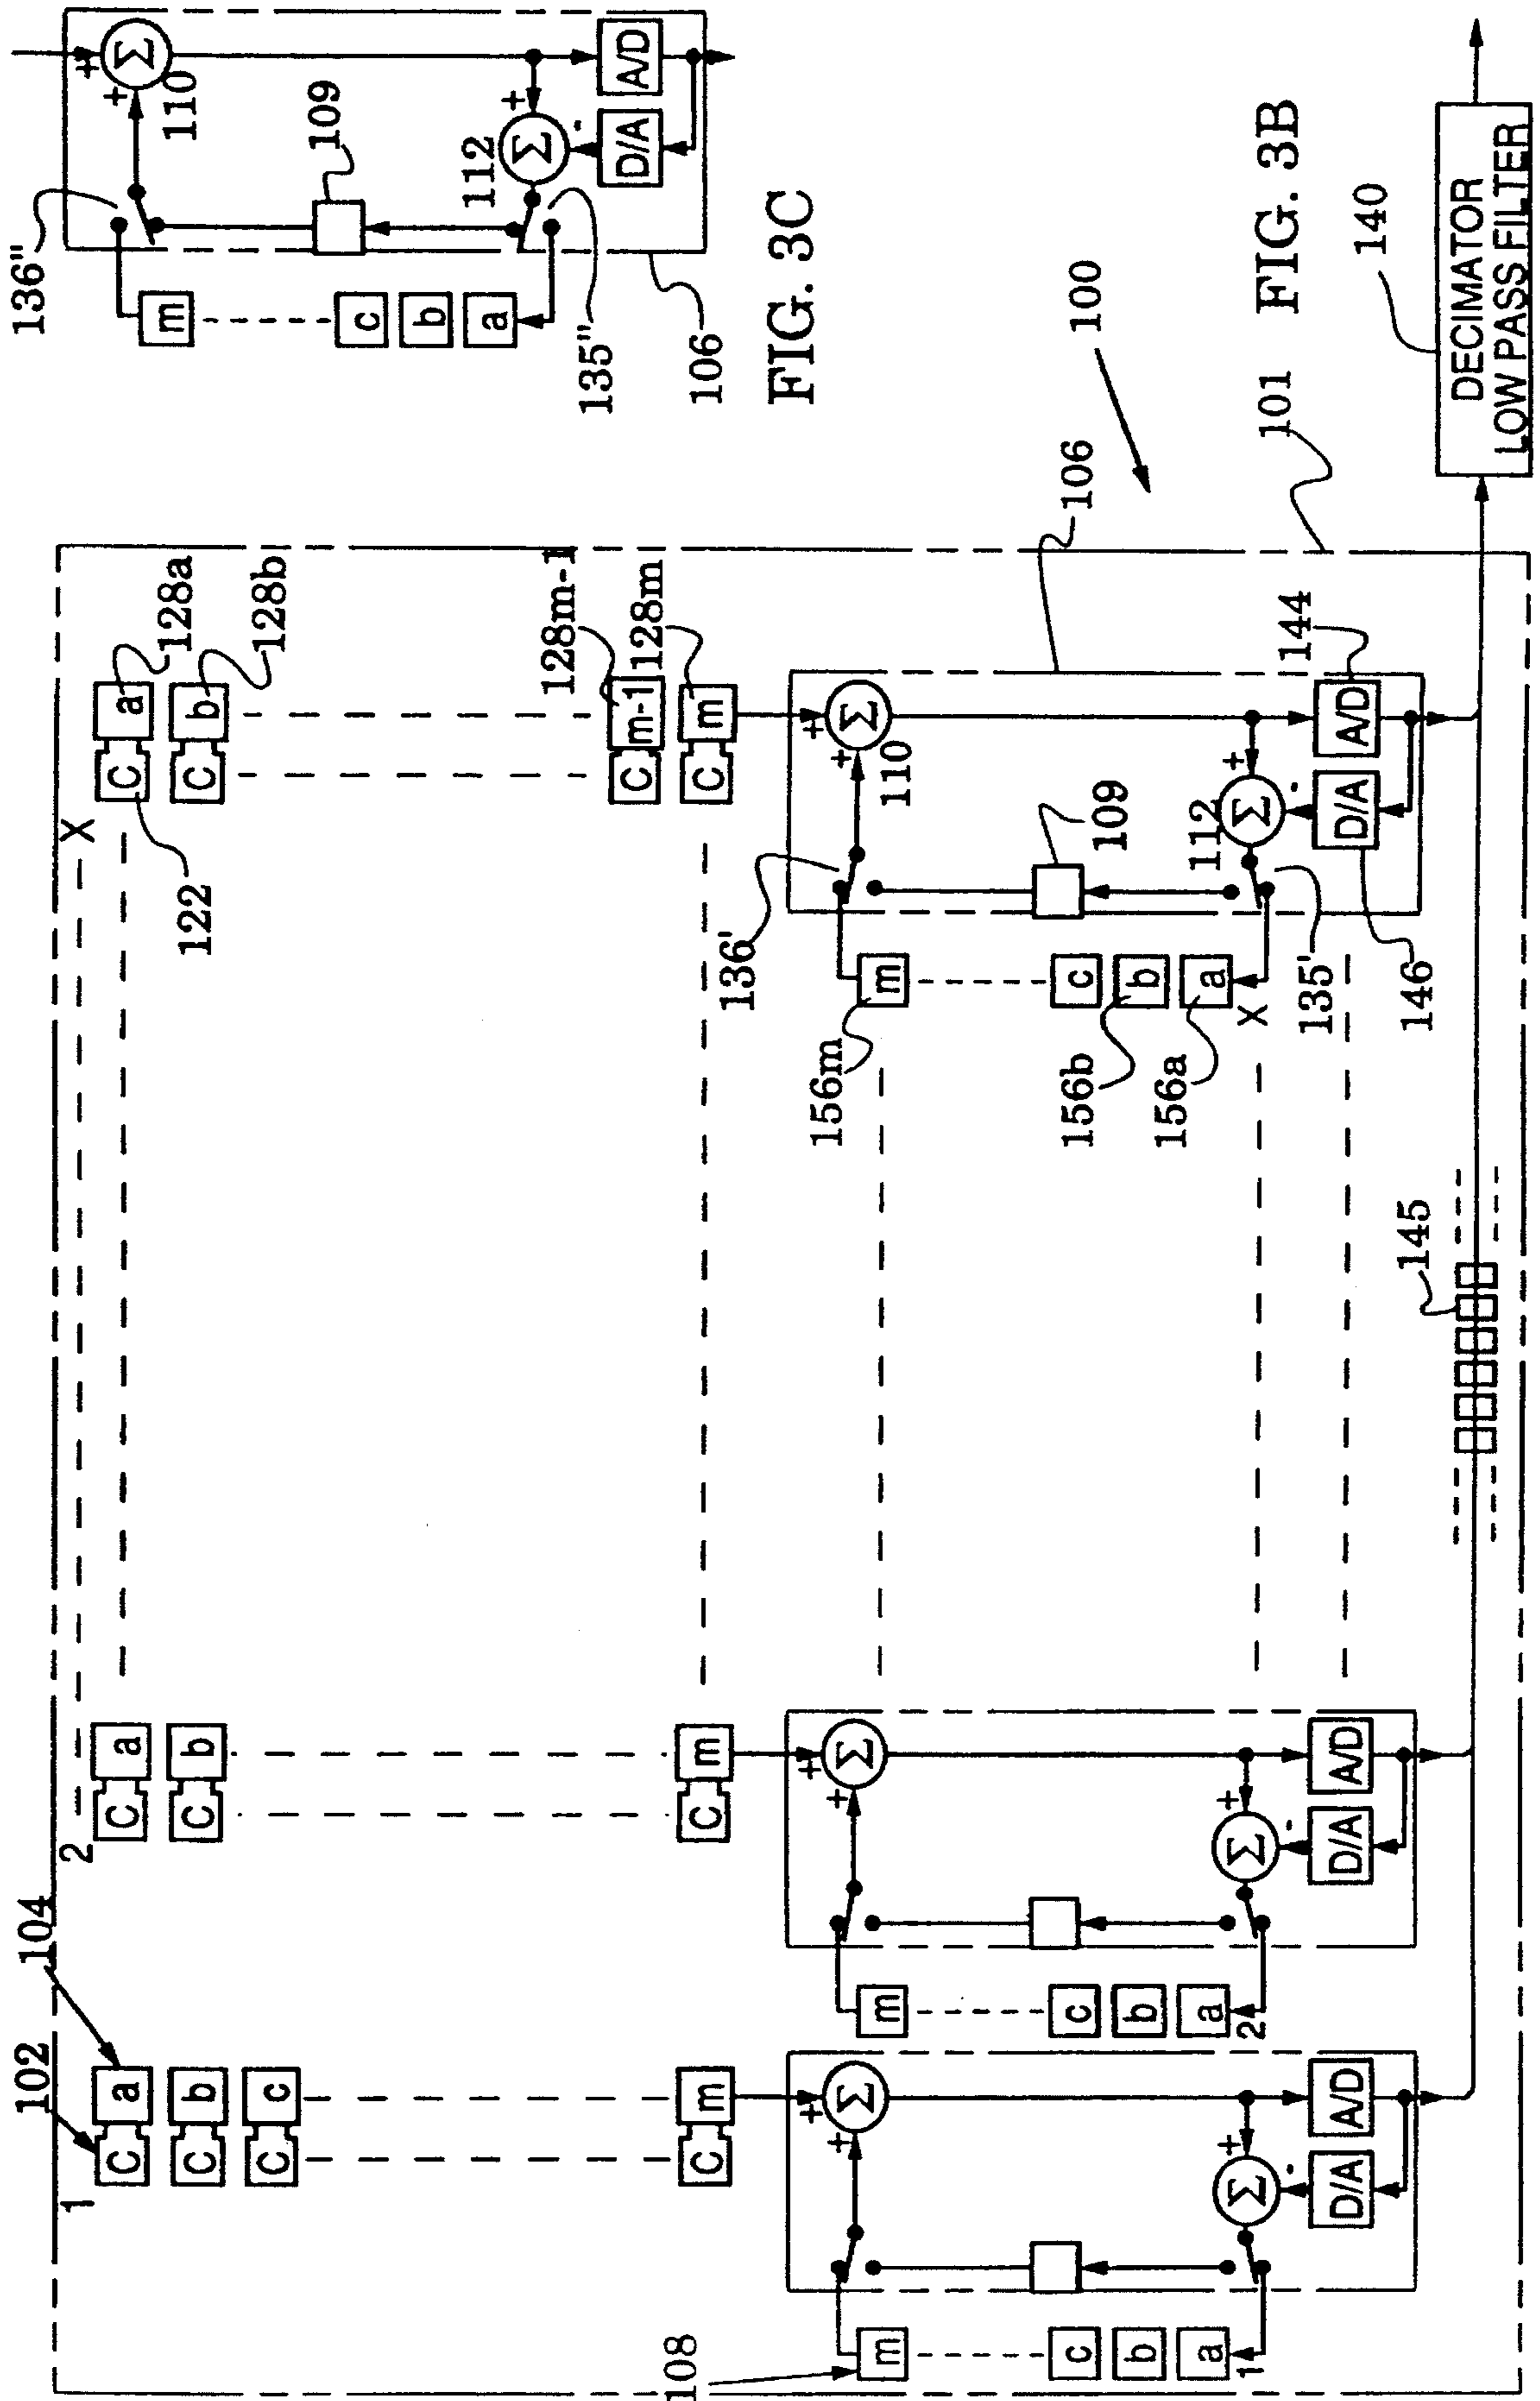 136"
110
109
112
135"
106
+
+
Σ
+
Σ
-
A/D
D/A
m
c
b
a
FIG. 3C
FIG. 3B
100
101
106
140
DECIMATOR
LOW PASS FILTER
104
102
1
C a
C b
C c
C m
108
m
c
b
a
1
+
+
Σ
+
Σ
-
A/D
D/A
2
C a
C b
C m
m
c
b
a
2
+
+
Σ
+
Σ
-
A/D
D/A
X
C a
C b
C m-1
C m
122
128a
128b
128m-1
128m
136'
110
109
112
135'
144
146
+
+
Σ
+
Σ
-
A/D
D/A
m
c
b
a
X
156m
156b
156a
145